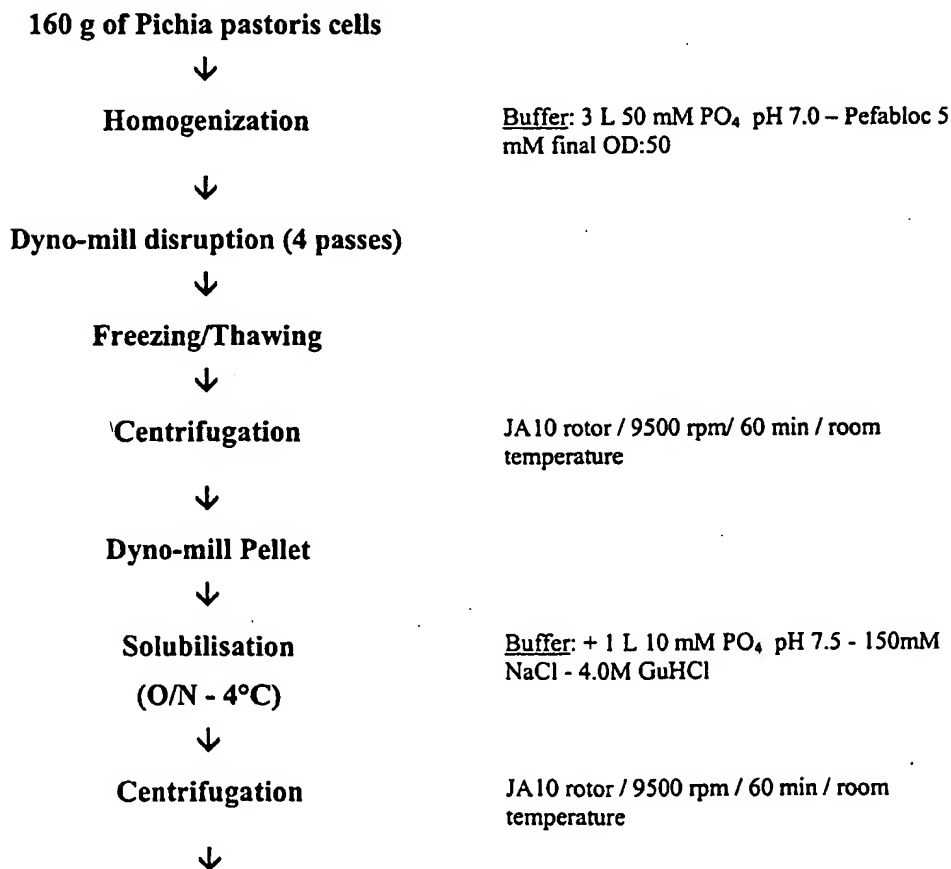 160 g of Pichia pastoris cells
↓
Homogenization
Buffer: 3 L 50 mM PO₄ pH 7.0 – Pefabloc 5
mM final OD:50
↓
Dyno-mill disruption (4 passes)
↓
Freezing/Thawing
↓
Centrifugation
JA10 rotor / 9500 rpm/ 60 min / room
temperature
↓
Dyno-mill Pellet
↓
Solubilisation
(O/N - 4°C)
Buffer: + 1 L 10 mM PO₄ pH 7.5 - 150mM
NaCl - 4.0M GuHCl
↓
Centrifugation
JA10 rotor / 9500 rpm / 60 min / room
temperature
↓